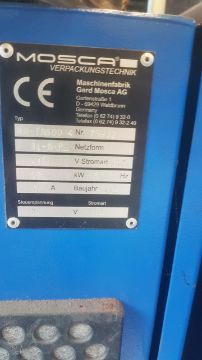 MOSCA
VERPACKUNGSTECHNIK
CE
Maschinenfabrik
Gerd Mosca AG
Gartenstraße 1
D - 69429 Waldbrunn
Germany
Telefon (0 62 74) 9 32-0
Telefax (0 62 74) 9 32-2 49
Typ
Nr.
Netzform
V Stromart
kW Hz
A Baujahr
Steuerspannung Stromart
V